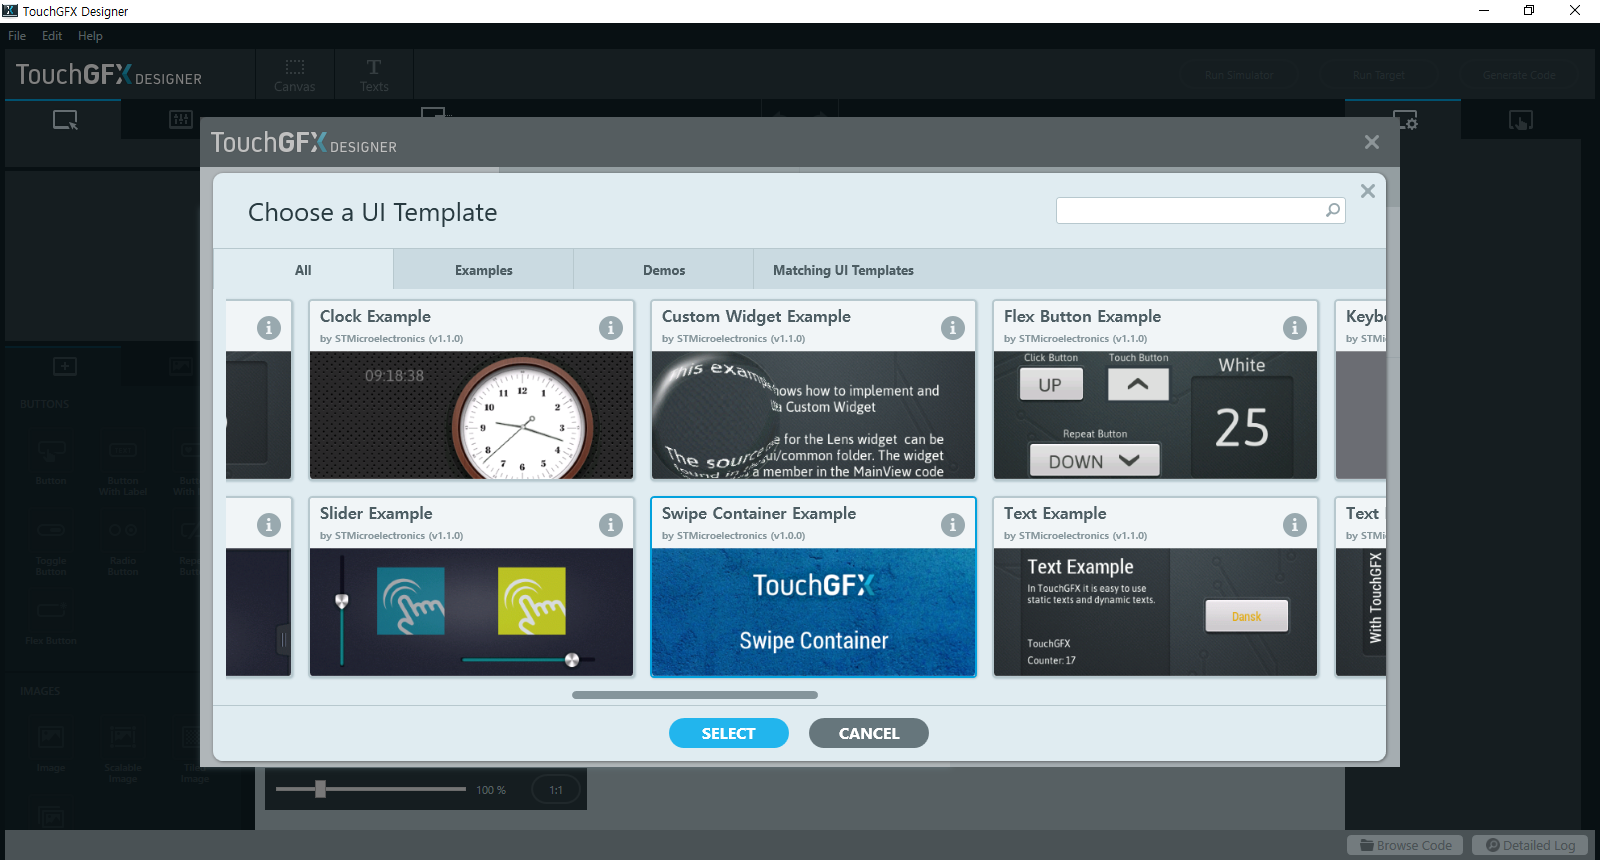 TouchGFX Designer
File Edit Help
TouchGFX DESIGNER
Canvas
Texts
Run Simulator
Run Target
Generate Code
TouchGFX DESIGNER
Choose a UI Template
All
Examples
Demos
Matching UI Templates
Clock Example
by STMicroelectronics (v1.1.0)
09:18:38
Custom Widget Example
by STMicroelectronics (v1.1.0)
This exam
hows how to implement and
Custom Widget
e for the Lens widget can be
ui/common folder. The widget
a member in the MainView code
The source
Flex Button Example
by STMicroelectronics (v1.1.0)
Click Button
Touch Button
UP
White
25
Repeat Button
DOWN
Keyb
by STMi
Slider Example
by STMicroelectronics (v1.1.0)
Swipe Container Example
by STMicroelectronics (v1.0.0)
TouchGFX
Swipe Container
Text Example
by STMicroelectronics (v1.1.0)
Text Example
In TouchGFX it is easy to use
static texts and dynamic texts.
TouchGFX
Counter: 17
Dansk
Text
by STMi
With TouchGFX
SELECT
CANCEL
BUTTONS
Button
Button
With Label
Toggle
Button
Radio
Button
Flex Button
IMAGES
Image
Scalable
Image
Image
100 %
1:1
Browse Code
Detailed Log